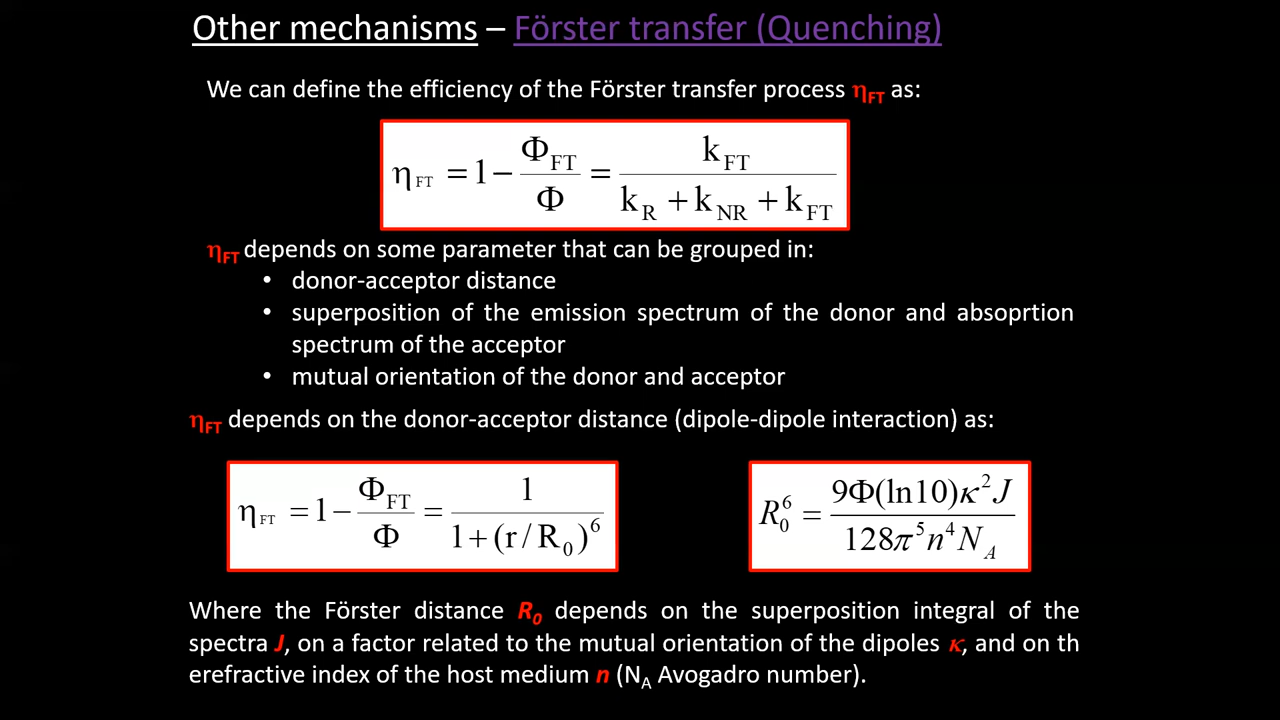 Other mechanisms – Förster transfer (Quenching)
We can define the efficiency of the Förster transfer process η_FT as:
η_FT = 1 − Φ_FT / Φ = k_FT / (k_R + k_NR + k_FT)
η_FT depends on some parameter that can be grouped in:
• donor-acceptor distance
• superposition of the emission spectrum of the donor and absoprtion
spectrum of the acceptor
• mutual orientation of the donor and acceptor
η_FT depends on the donor-acceptor distance (dipole-dipole interaction) as:
η_FT = 1 − Φ_FT / Φ = 1 / (1 + (r / R_0)^6)
R_0^6 = 9Φ(ln10)κ^2 J / (128π^5 n^4 N_A)
Where the Förster distance R_0 depends on the superposition integral of the
spectra J, on a factor related to the mutual orientation of the dipoles κ, and on th
erefractive index of the host medium n (N_A Avogadro number).